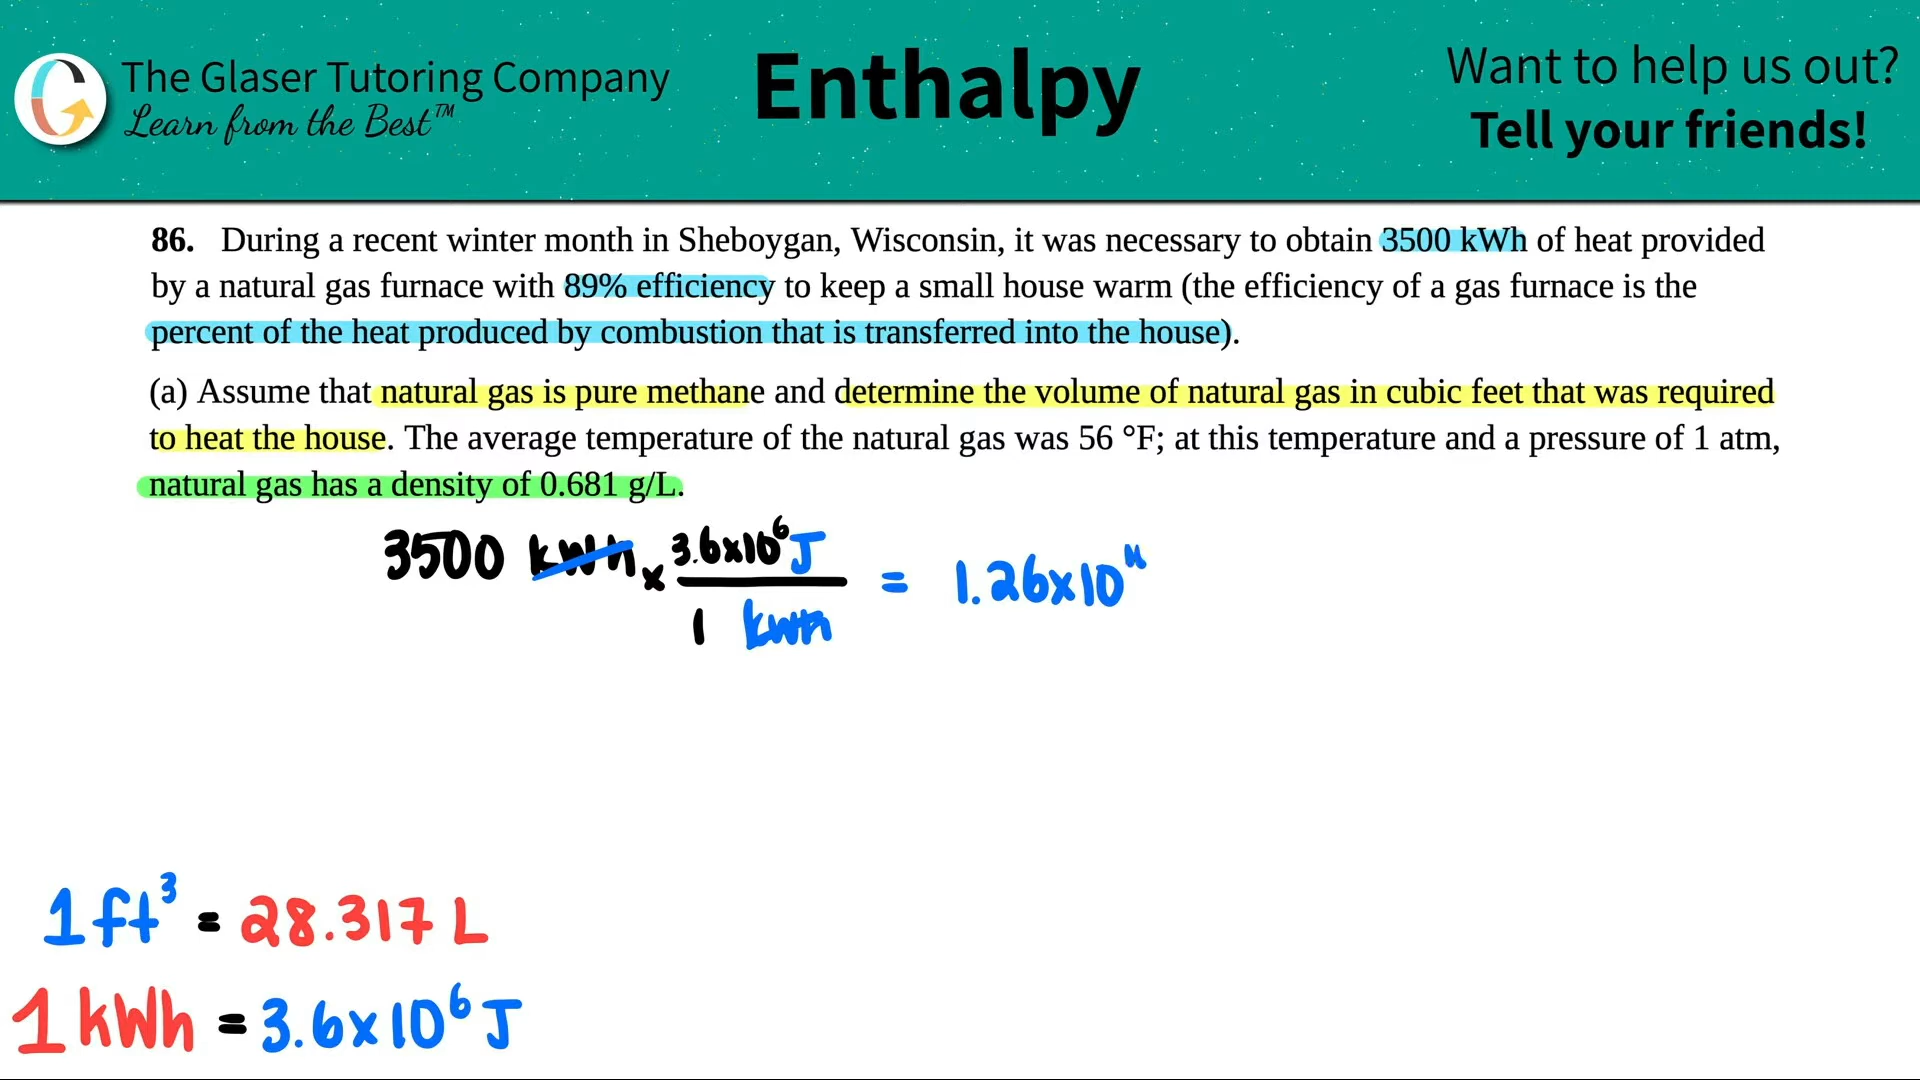 The Glaser Tutoring Company
Learn from the Best™
Enthalpy
Want to help us out?
Tell your friends!
86. During a recent winter month in Sheboygan, Wisconsin, it was necessary to obtain 3500 kWh of heat provided
by a natural gas furnace with 89% efficiency to keep a small house warm (the efficiency of a gas furnace is the
percent of the heat produced by combustion that is transferred into the house).
(a) Assume that natural gas is pure methane and determine the volume of natural gas in cubic feet that was required
to heat the house. The average temperature of the natural gas was 56 °F; at this temperature and a pressure of 1 atm,
natural gas has a density of 0.681 g/L.
3500 kWh x 3.6x10⁶ J
1 kWh
= 1.26x10¹
1 ft³ = 28.317 L
1 kWh = 3.6x10⁶ J